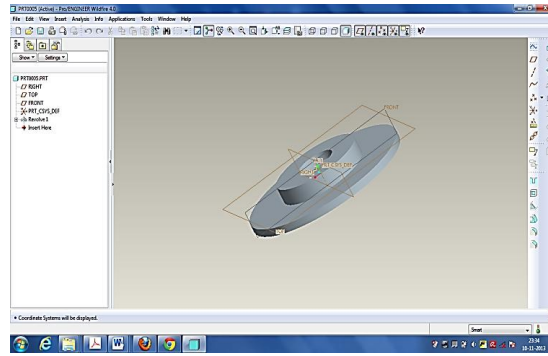 PRT0005 (Active) - Pro/ENGINEER Wildfire 4.0
File Edit View Insert Analysis Info Applications Tools Window Help
Show Settings
PRT0005.PRT
RIGHT
TOP
FRONT
PRT_CSYS_DEF
Revolve 1
Insert Here
FRONT
PRT_CSYS_DEF
RIGHT
• Coordinate Systems will be displayed.
Smart
23:34
10-11-2013